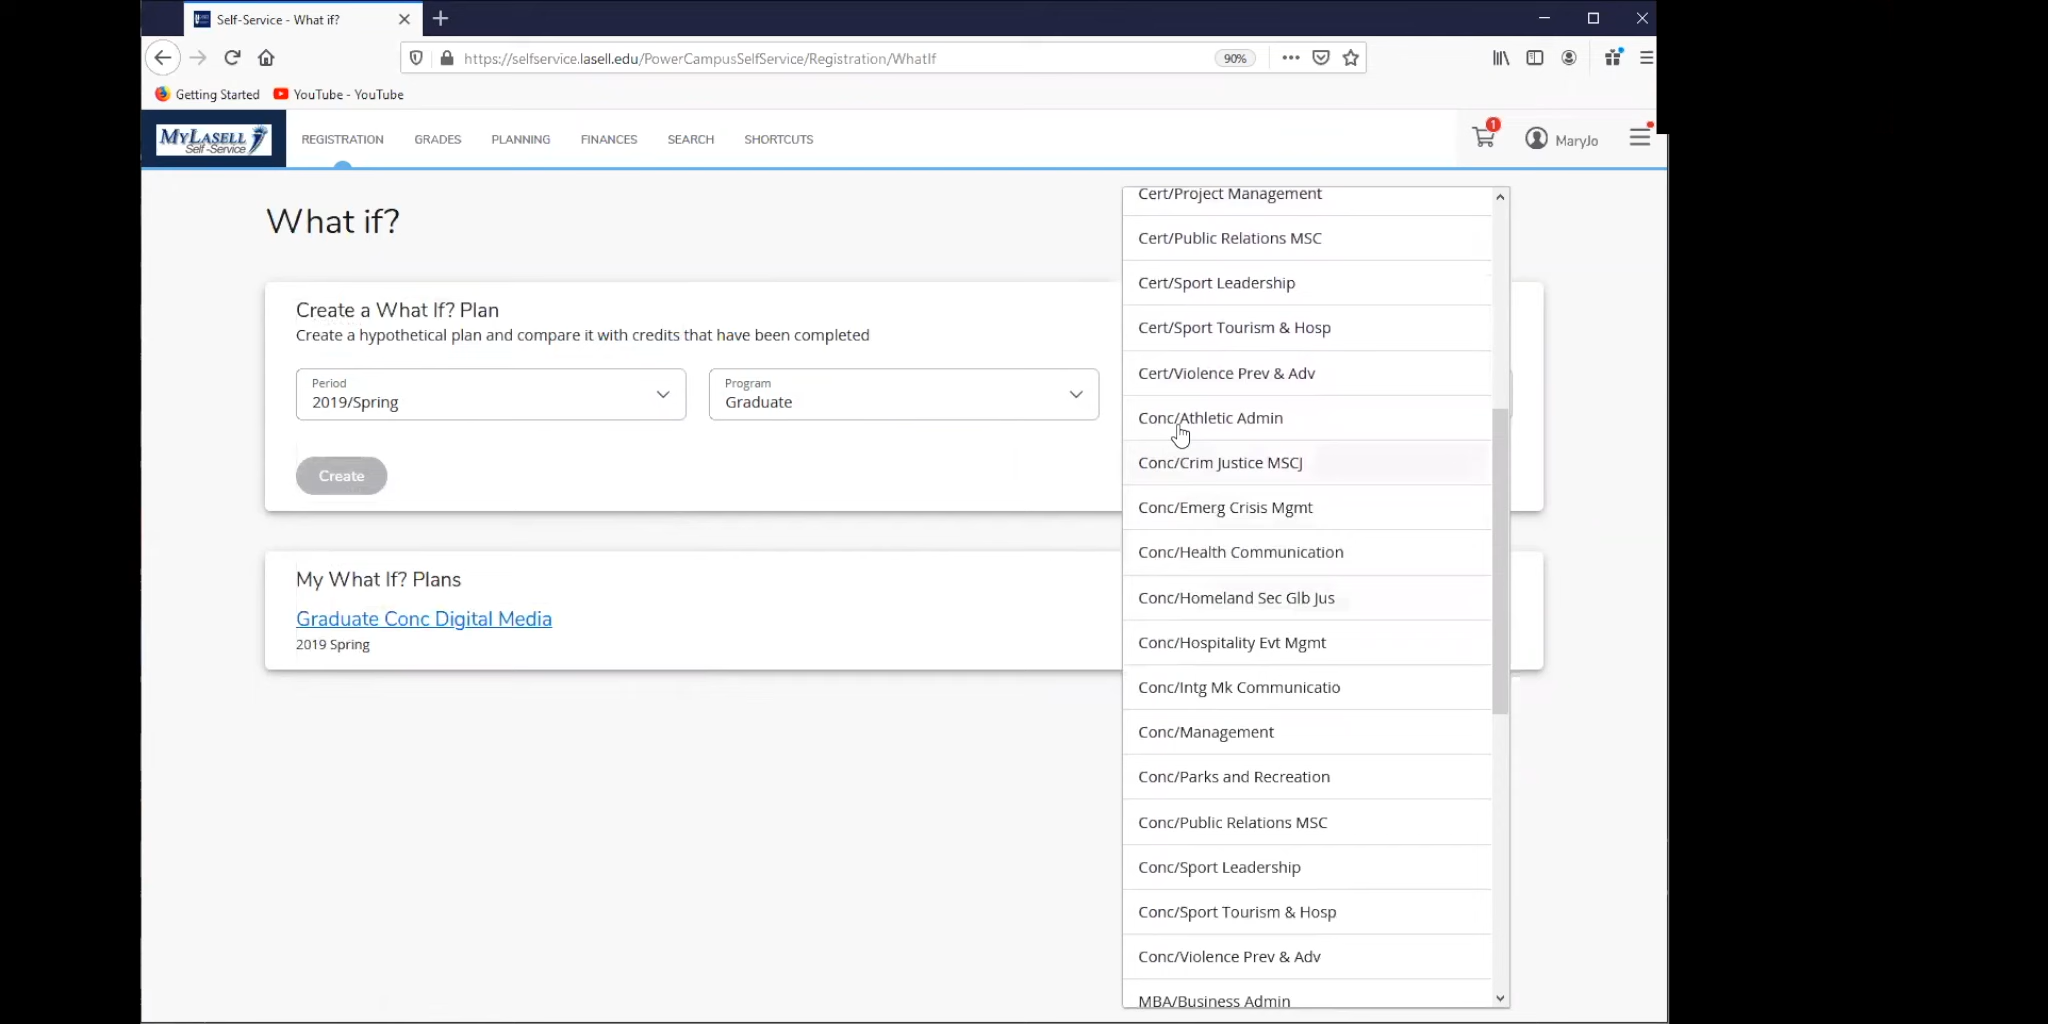 Self-Service - What if?
https://selfservice.lasell.edu/PowerCampusSelfService/Registration/WhatIf
90%
Getting Started
YouTube - YouTube
MYLASELL
Self-Service
REGISTRATION
GRADES
PLANNING
FINANCES
SEARCH
SHORTCUTS
1
MaryJo
What if?
Create a What If? Plan
Create a hypothetical plan and compare it with credits that have been completed
Period
2019/Spring
Program
Graduate
Create
My What If? Plans
Graduate Conc Digital Media
2019 Spring
Cert/Project Management
Cert/Public Relations MSC
Cert/Sport Leadership
Cert/Sport Tourism & Hosp
Cert/Violence Prev & Adv
Conc/Athletic Admin
Conc/Crim Justice MSCJ
Conc/Emerg Crisis Mgmt
Conc/Health Communication
Conc/Homeland Sec Glb Jus
Conc/Hospitality Evt Mgmt
Conc/Intg Mk Communicatio
Conc/Management
Conc/Parks and Recreation
Conc/Public Relations MSC
Conc/Sport Leadership
Conc/Sport Tourism & Hosp
Conc/Violence Prev & Adv
MBA/Business Admin